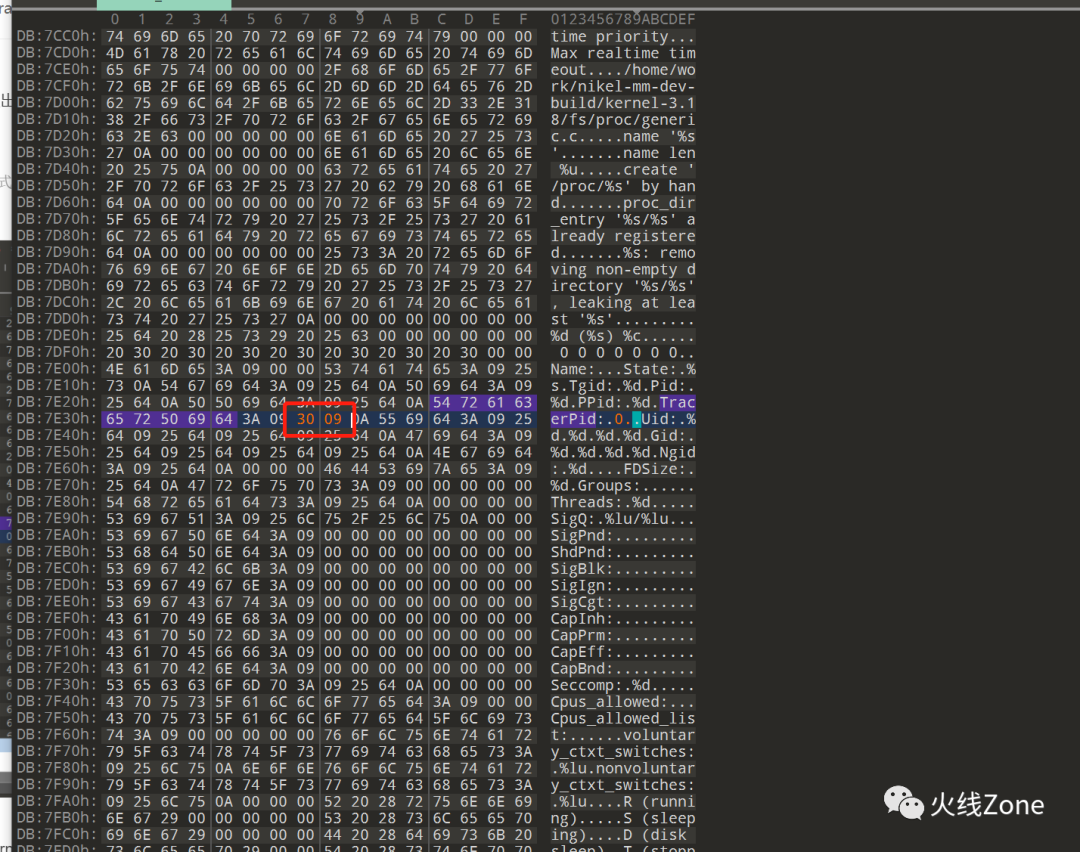 0 1 2 3 4 5 6 7 8 9 A B C D E F 0123456789ABCDEF
DB:7CC0h: 74 69 6D 65 20 70 72 69 6F 72 69 74 79 00 00 00 time priority...
DB:7CD0h: 4D 61 78 20 72 65 61 6C 74 69 6D 65 20 74 69 6D Max realtime tim
DB:7CE0h: 65 6F 75 74 00 00 00 00 2F 68 6F 6D 65 2F 77 6F eout..../home/wo
DB:7CF0h: 72 6B 2F 6E 69 6B 65 6C 2D 6D 6D 2D 64 65 76 2D rk/nikel-mm-dev-
DB:7D00h: 62 75 69 6C 64 2F 6B 65 72 6E 65 6C 2D 33 2E 31 build/kernel-3.1
DB:7D10h: 38 2F 66 73 2F 70 72 6F 63 2F 67 65 6E 65 72 69 8/fs/proc/generi
DB:7D20h: 63 2E 63 00 00 00 00 00 6E 61 6D 65 20 27 25 73 c.c.....name '%s
DB:7D30h: 27 0A 00 00 00 00 00 00 6E 61 6D 65 20 6C 65 6E '.......name len
DB:7D40h: 20 25 75 0A 00 00 00 00 63 72 65 61 74 65 20 27 %u.....create '
DB:7D50h: 2F 70 72 6F 63 2F 25 73 27 20 62 79 20 68 61 6E /proc/%s' by han
DB:7D60h: 64 0A 00 00 00 00 00 00 70 72 6F 63 5F 64 69 72 d.......proc_dir
DB:7D70h: 5F 65 6E 74 72 79 20 27 25 73 2F 25 73 27 20 61 _entry '%s/%s' a
DB:7D80h: 6C 72 65 61 64 79 20 72 65 67 69 73 74 65 72 65 lready registere
DB:7D90h: 64 0A 00 00 00 00 00 00 25 73 3A 20 72 65 6D 6F d.......%s: remo
DB:7DA0h: 76 69 6E 67 20 6E 6F 6E 2D 65 6D 70 74 79 20 64 ving non-empty d
DB:7DB0h: 69 72 65 63 74 6F 72 79 20 27 25 73 2F 25 73 27 irectory '%s/%s'
DB:7DC0h: 2C 20 6C 65 61 6B 69 6E 67 20 61 74 20 6C 65 61 , leaking at lea
DB:7DD0h: 73 74 20 27 25 73 27 0A 00 00 00 00 00 00 00 00 st '%s'.........
DB:7DE0h: 25 64 20 28 25 73 29 20 25 63 00 00 00 00 00 00 %d (%s) %c......
DB:7DF0h: 20 30 20 30 20 30 20 30 20 30 20 30 20 30 00 00 0 0 0 0 0 0 0..
DB:7E00h: 4E 61 6D 65 3A 09 00 00 53 74 61 74 65 3A 09 25 Name:...State:.%
DB:7E10h: 73 0A 54 67 69 64 3A 09 25 64 0A 50 69 64 3A 09 s.Tgid:.%d.Pid:.
DB:7E20h: 25 64 0A 50 50 69 64 3A 09 25 64 0A 54 72 61 63 %d.PPid:.%d.Trac
DB:7E30h: 65 72 50 69 64 3A 09 30 09 0A 55 69 64 3A 09 25 erPid:.0..Uid:.%
DB:7E40h: 64 09 25 64 09 25 64 09 25 64 0A 47 69 64 3A 09 d.%d.%d.%d.Gid:.
DB:7E50h: 25 64 09 25 64 09 25 64 09 25 64 0A 4E 67 69 64 %d.%d.%d.%d.Ngid
DB:7E60h: 3A 09 25 64 0A 00 00 00 46 44 53 69 7A 65 3A 09 :.%d....FDSize:.
DB:7E70h: 25 64 0A 47 72 6F 75 70 73 3A 09 00 00 00 00 00 %d.Groups:......
DB:7E80h: 54 68 72 65 61 64 73 3A 09 25 64 0A 00 00 00 00 Threads:.%d.....
DB:7E90h: 53 69 67 51 3A 09 25 6C 75 2F 25 6C 75 0A 00 00 SigQ:.%lu/%lu...
DB:7EA0h: 53 69 67 50 6E 64 3A 09 00 00 00 00 00 00 00 00 SigPnd:.........
DB:7EB0h: 53 68 64 50 6E 64 3A 09 00 00 00 00 00 00 00 00 ShdPnd:.........
DB:7EC0h: 53 69 67 42 6C 6B 3A 09 00 00 00 00 00 00 00 00 SigBlk:.........
DB:7ED0h: 53 69 67 49 67 6E 3A 09 00 00 00 00 00 00 00 00 SigIgn:.........
DB:7EE0h: 53 69 67 43 67 74 3A 09 00 00 00 00 00 00 00 00 SigCgt:.........
DB:7EF0h: 43 61 70 49 6E 68 3A 09 00 00 00 00 00 00 00 00 CapInh:.........
DB:7F00h: 43 61 70 50 72 6D 3A 09 00 00 00 00 00 00 00 00 CapPrm:.........
DB:7F10h: 43 61 70 45 66 66 3A 09 00 00 00 00 00 00 00 00 CapEff:.........
DB:7F20h: 43 61 70 42 6E 64 3A 09 00 00 00 00 00 00 00 00 CapBnd:.........
DB:7F30h: 53 65 63 63 6F 6D 70 3A 09 25 64 0A 00 00 00 00 Seccomp:.%d.....
DB:7F40h: 43 70 75 73 5F 61 6C 6C 6F 77 65 64 3A 09 00 00 Cpus_allowed:...
DB:7F50h: 43 70 75 73 5F 61 6C 6C 6F 77 65 64 5F 6C 69 73 Cpus_allowed_lis
DB:7F60h: 74 3A 09 00 00 00 00 00 76 6F 6C 75 6E 74 61 72 t:......voluntar
DB:7F70h: 79 5F 63 74 78 74 5F 73 77 69 74 63 68 65 73 3A y_ctxt_switches:
DB:7F80h: 09 25 6C 75 0A 6E 6F 6E 76 6F 6C 75 6E 74 61 72 .%lu.nonvoluntar
DB:7F90h: 79 5F 63 74 78 74 5F 73 77 69 74 63 68 65 73 3A y_ctxt_switches:
DB:7FA0h: 09 25 6C 75 0A 00 00 00 52 20 28 72 75 6E 6E 69 .%lu....R (runni
DB:7FB0h: 6E 67 29 00 00 00 00 00 53 20 28 73 6C 65 65 70 ng).....S (sleep
DB:7FC0h: 69 6E 67 29 00 00 00 00 44 20 28 64 69 73 6B 20 ing)....D (disk
火线Zone